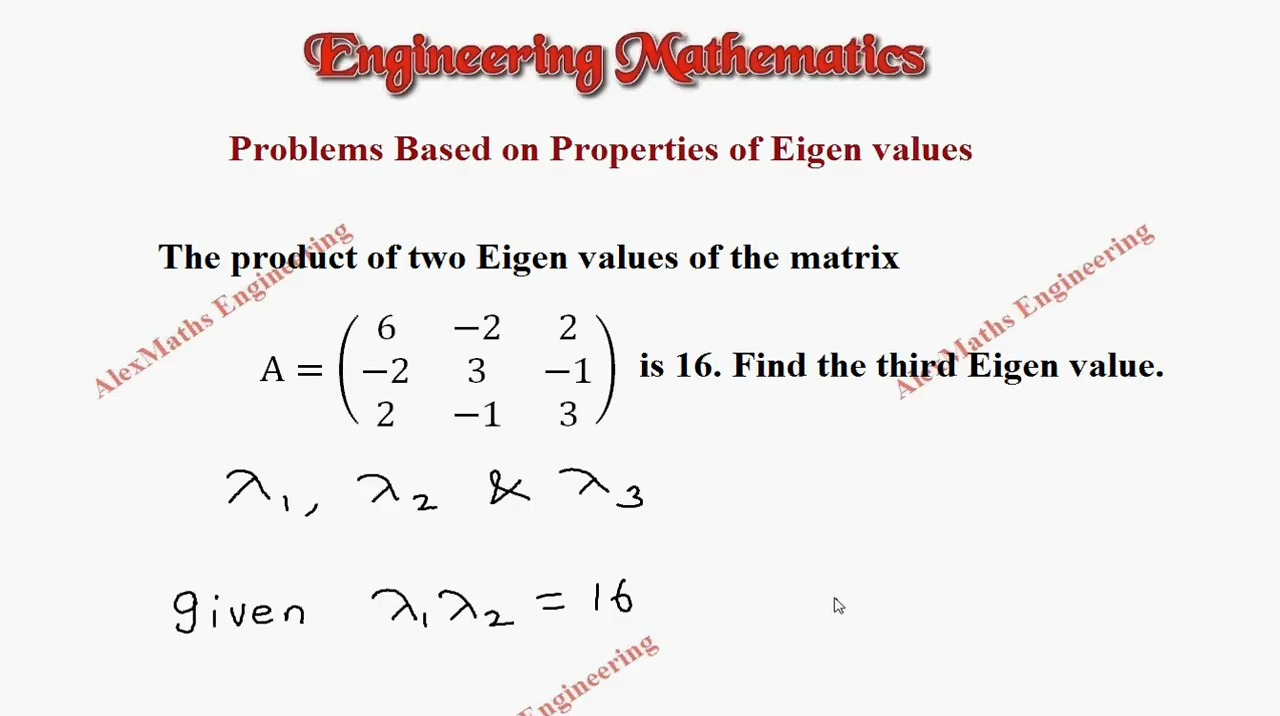 Engineering Mathematics
Problems Based on Properties of Eigen values
The product of two Eigen values of the matrix
A = ( 6 −2 2
−2 3 −1
2 −1 3 ) is 16. Find the third Eigen value.
AlexMaths Engineering
AlexMaths Engineering
λ1, λ2 & λ3
given λ1 λ2 = 16
Engineering